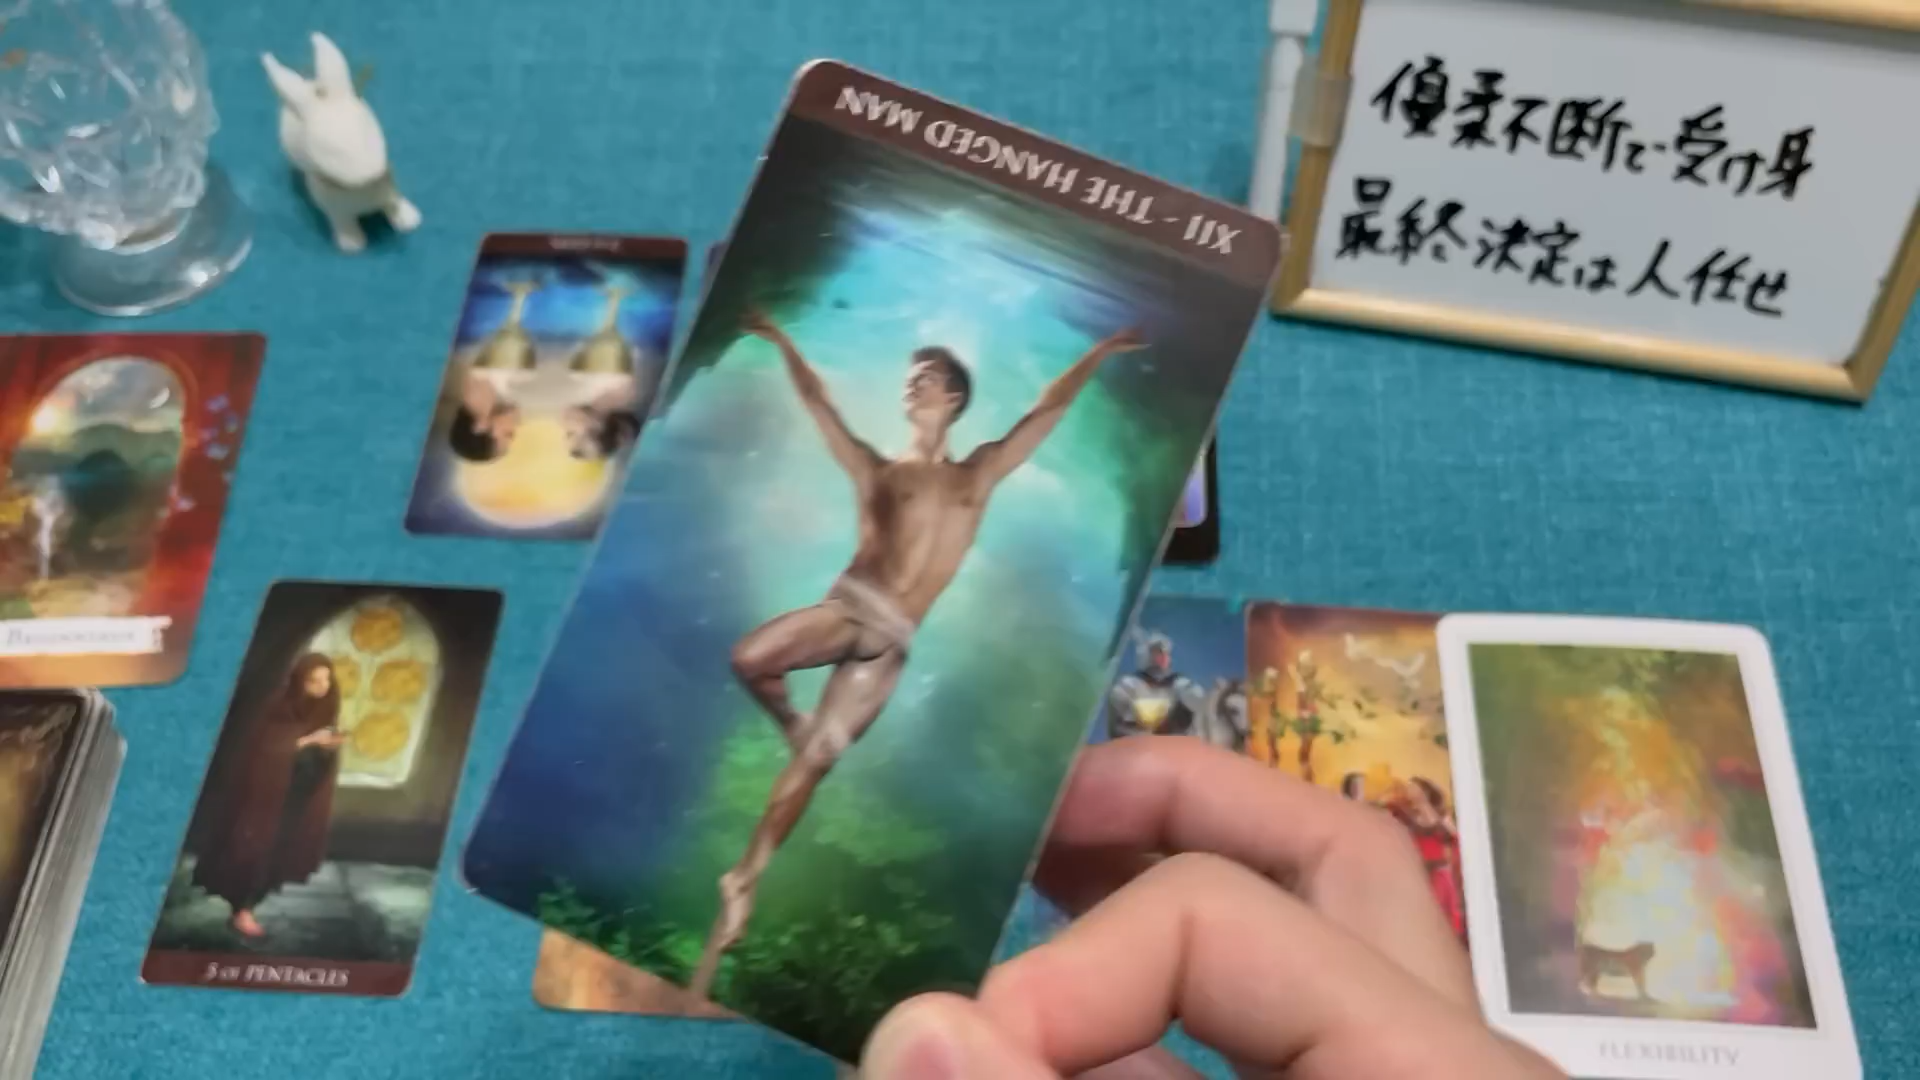 XII - THE HANGED MAN
優柔不断で受け身
最終決定は人任せ
5 OF PENTACLES
FLEXIBILITY